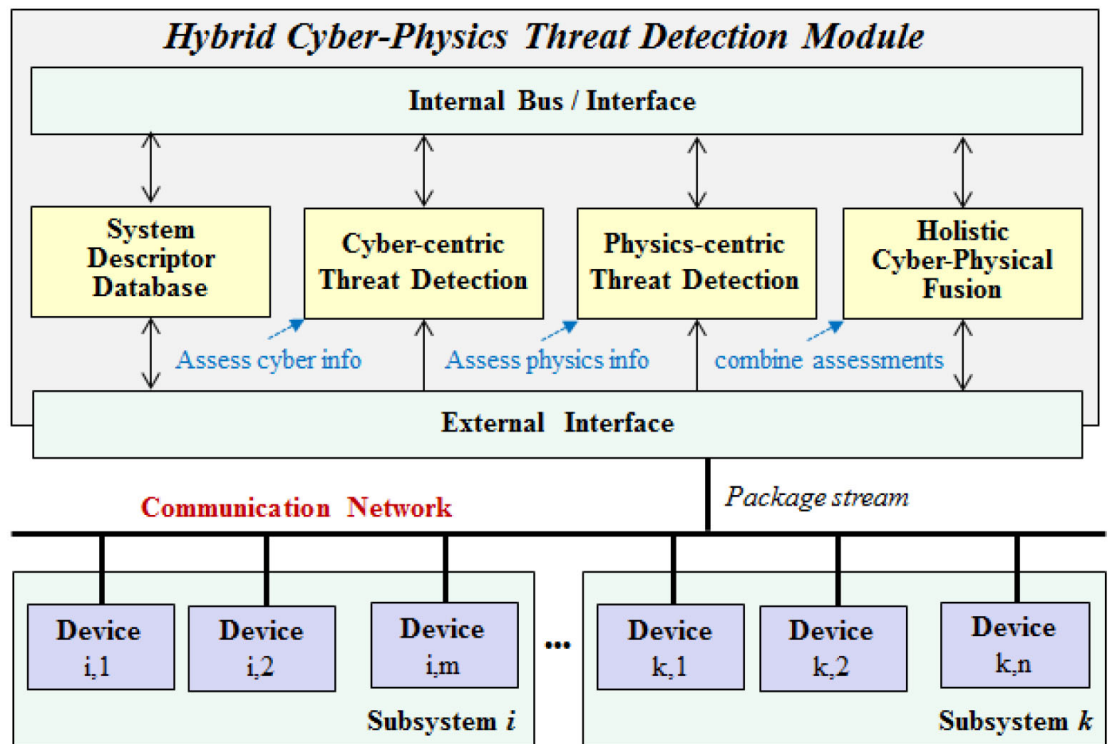 Hybrid Cyber-Physics Threat Detection Module
Internal Bus / Interface
System
Descriptor
Database
Cyber-centric
Threat Detection
Physics-centric
Threat Detection
Holistic
Cyber-Physical
Fusion
Assess cyber info
Assess physics info
combine assessments
External Interface
Communication Network
Package stream
Device
i,1
Device
i,2
Device
i,m
Subsystem i
...
Device
k,1
Device
k,2
Device
k,n
Subsystem k